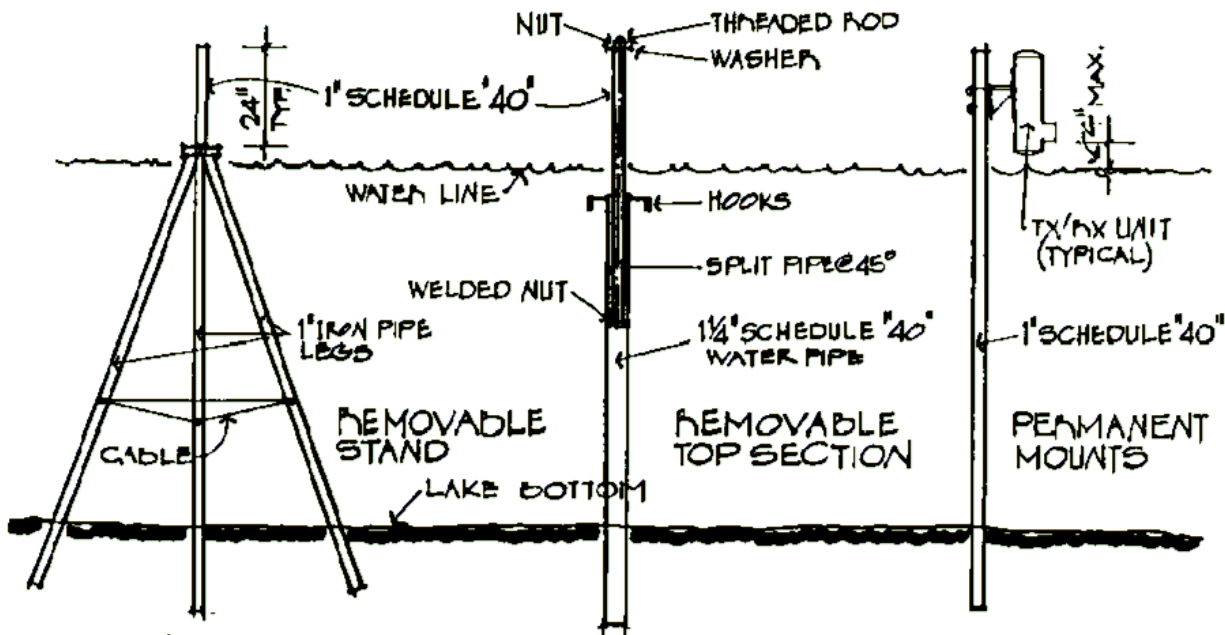 NUT
THREADED ROD
WASHER
24" TYP.
1" SCHEDULE "40"
WATER LINE
HOOKS
MAX.
TX/RX UNIT
(TYPICAL)
SPLIT PIPE @ 45°
WELDED NUT
1" IRON PIPE
LEGS
1¼" SCHEDULE "40"
WATER PIPE
1" SCHEDULE "40"
CABLE
REMOVABLE
STAND
REMOVABLE
TOP SECTION
PERMANENT
MOUNTS
LAKE BOTTOM